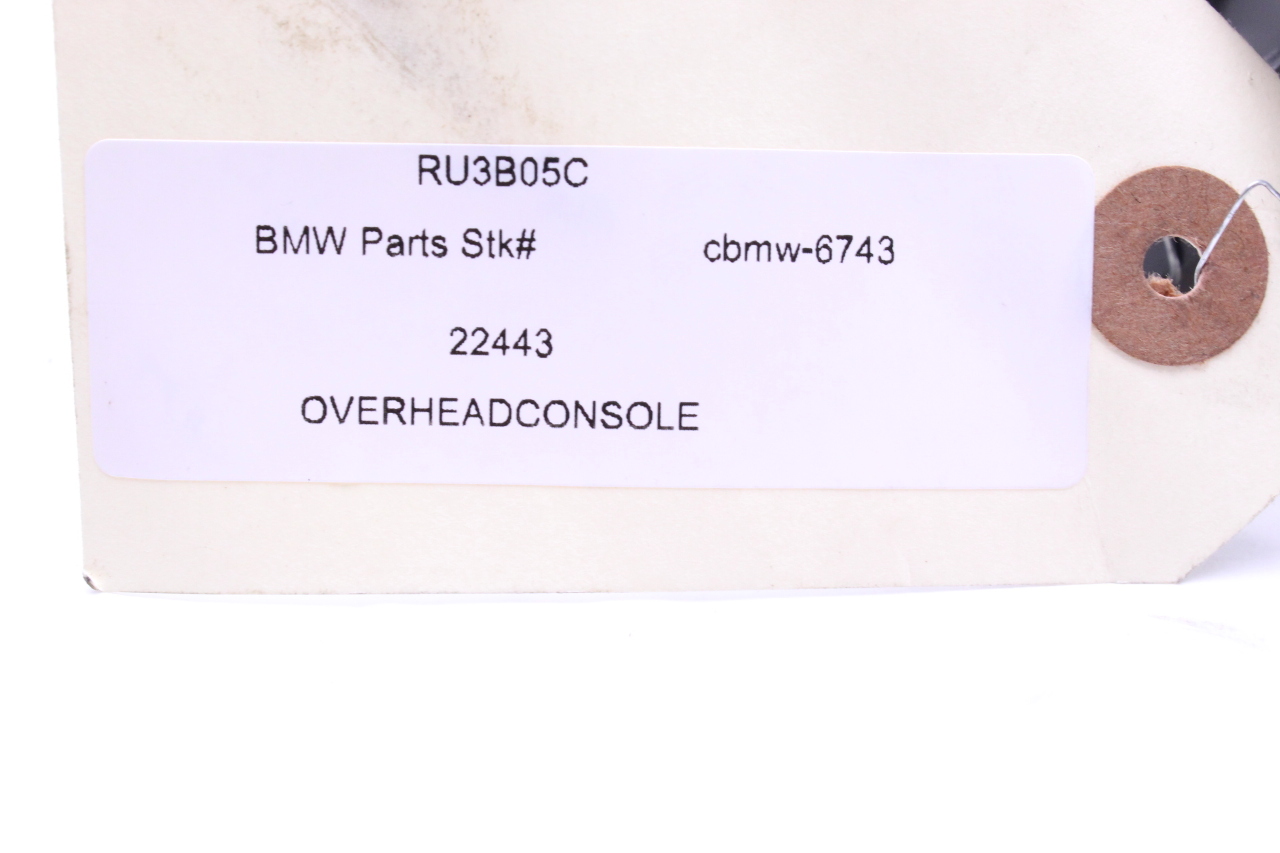 RU3B05C
BMW Parts Stk# cbmw-6743
22443
OVERHEADCONSOLE